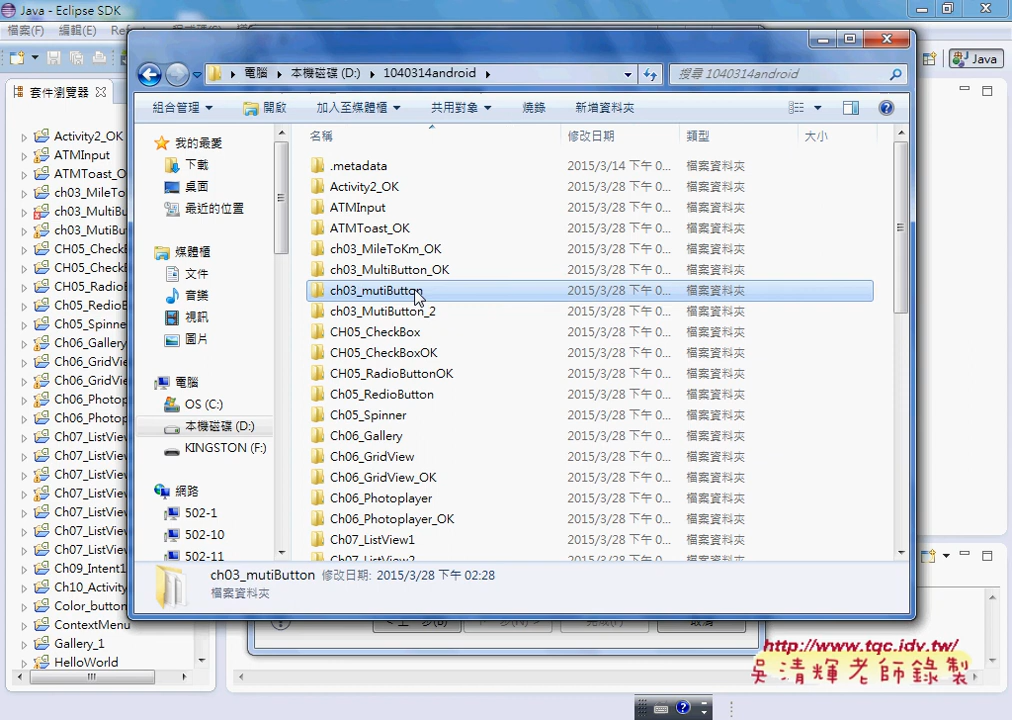 Java - Eclipse SDK
檔案(F) 編輯(E)
Java
套件瀏覽器
Activity2_OK
ATMInput
ATMToast_O
ch03_MileTo
ch03_MultiBu
ch03_MutiBu
CH05_Check
CH05_Check
CH05_Radio
Ch05_RedioB
Ch05_Spinne
Ch06_Gallery
Ch06_GridVi
Ch06_GridVi
Ch06_Photop
Ch06_Photop
Ch07_ListVie
Ch07_ListVie
Ch07_ListVie
Ch07_ListVie
Ch07_ListVie
Ch07_ListVie
Ch07_ListVie
Ch09_Intent1
Ch10_Activity
Color_button
ContextMenu
Gallery_1
HelloWorld
電腦 本機磁碟 (D:) 1040314android
搜尋 1040314android
組合管理 開啟 加入至媒體櫃 共用對象 燒錄 新增資料夾
我的最愛
下載
桌面
最近的位置
媒體櫃
文件
音樂
視訊
圖片
電腦
OS (C:)
本機磁碟 (D:)
KINGSTON (F:)
網路
502-1
502-10
502-11
名稱 修改日期 類型 大小
.metadata 2015/3/14 下午 0... 檔案資料夾
Activity2_OK 2015/3/28 下午 0... 檔案資料夾
ATMInput 2015/3/28 下午 0... 檔案資料夾
ATMToast_OK 2015/3/28 下午 0... 檔案資料夾
ch03_MileToKm_OK 2015/3/28 下午 0... 檔案資料夾
ch03_MultiButton_OK 2015/3/28 下午 0... 檔案資料夾
ch03_mutiButton 2015/3/28 下午 0... 檔案資料夾
ch03_MutiButton_2 2015/3/28 下午 0... 檔案資料夾
CH05_CheckBox 2015/3/28 下午 0... 檔案資料夾
CH05_CheckBoxOK 2015/3/28 下午 0... 檔案資料夾
CH05_RadioButtonOK 2015/3/28 下午 0... 檔案資料夾
Ch05_RedioButton 2015/3/28 下午 0... 檔案資料夾
Ch05_Spinner 2015/3/28 下午 0... 檔案資料夾
Ch06_Gallery 2015/3/28 下午 0... 檔案資料夾
Ch06_GridView 2015/3/28 下午 0... 檔案資料夾
Ch06_GridView_OK 2015/3/28 下午 0... 檔案資料夾
Ch06_Photoplayer 2015/3/28 下午 0... 檔案資料夾
Ch06_Photoplayer_OK 2015/3/28 下午 0... 檔案資料夾
Ch07_ListView1 2015/3/28 下午 0... 檔案資料夾
Ch07_ListView2 2015/3/28 下午 0... 檔案資料夾
ch03_mutiButton 修改日期: 2015/3/28 下午 02:28
檔案資料夾
http://www.tqc.idv.tw/
吳清輝老師錄製